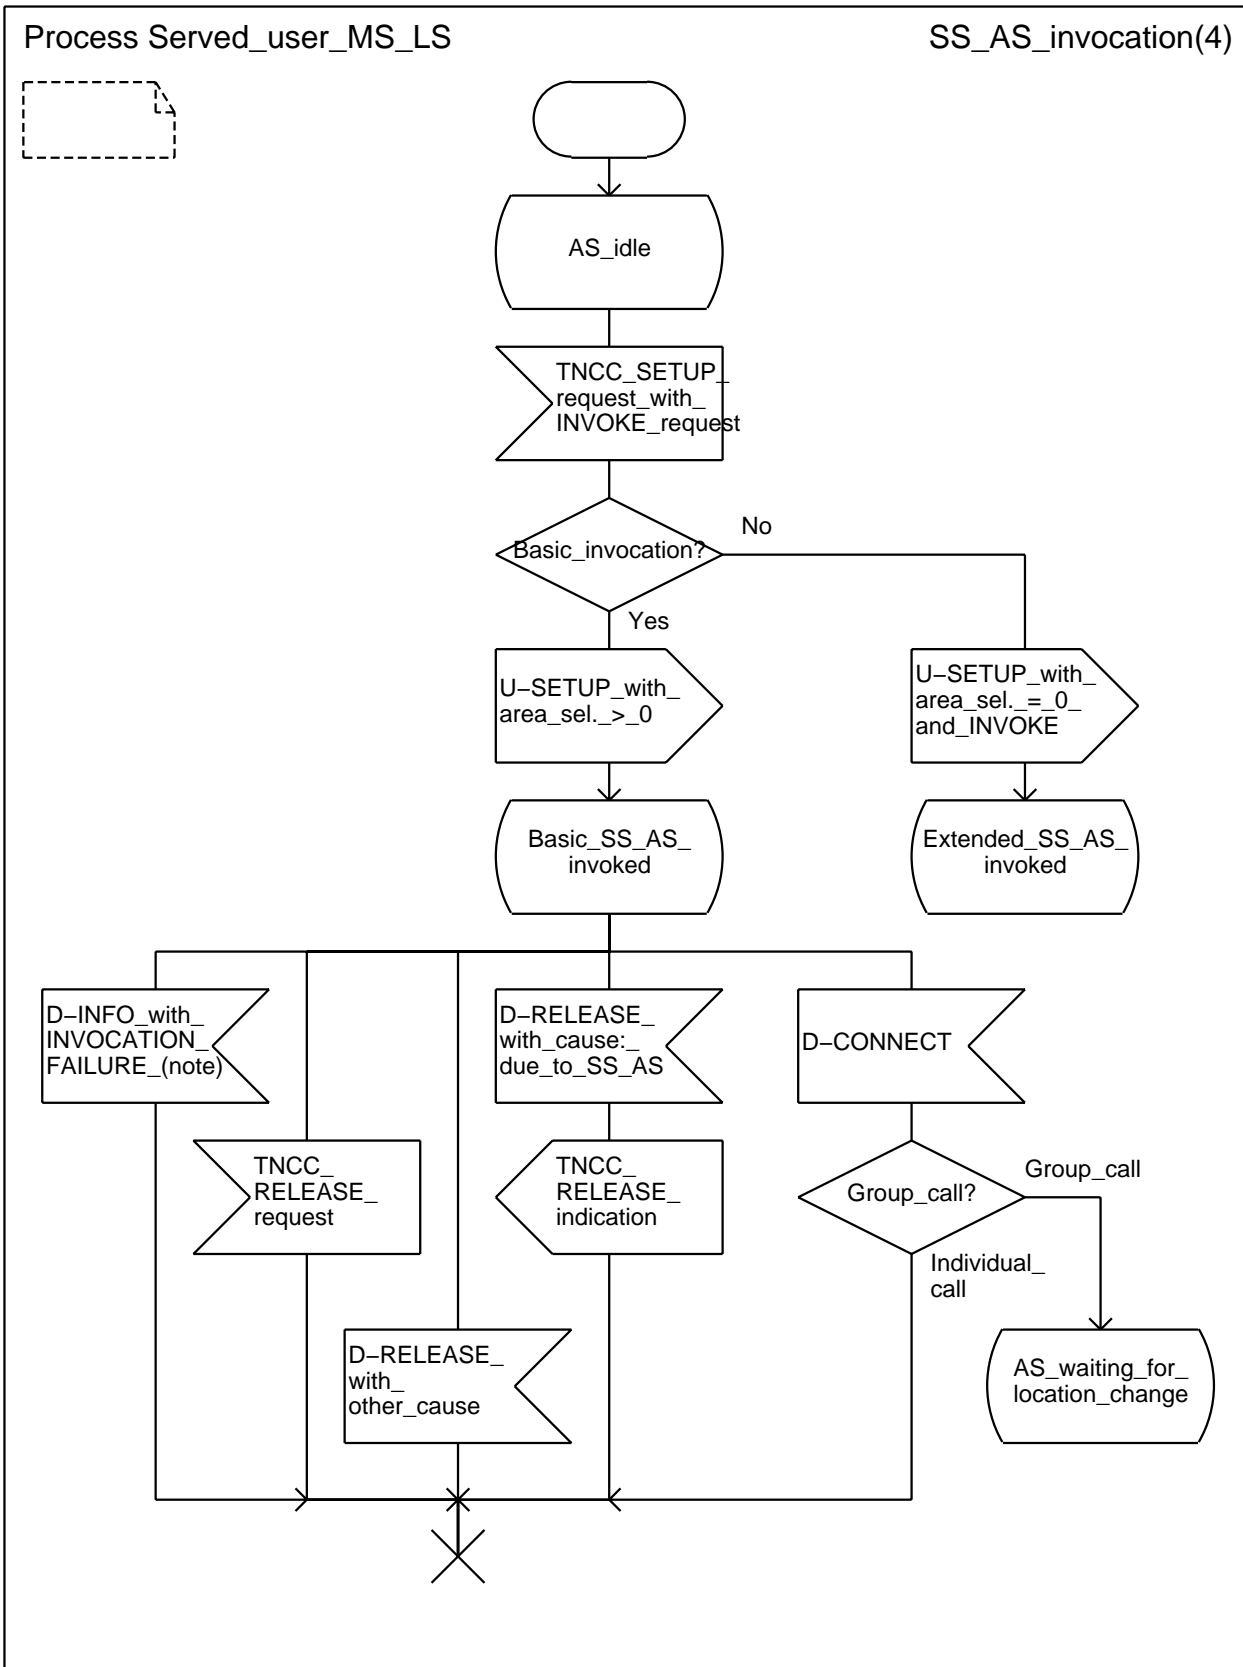 Process Served_user_MS_LS
SS_AS_invocation(4)
AS_idle
TNCC_SETUP_
request_with_
INVOKE_request
Basic_invocation?
No
Yes
U–SETUP_with_
area_sel._>_0
U–SETUP_with_
area_sel._=_0_
and_INVOKE
Basic_SS_AS_
invoked
Extended_SS_AS_
invoked
D–INFO_with_
INVOCATION_
FAILURE_(note)
D–RELEASE_
with_cause:_
due_to_SS_AS
D–CONNECT
TNCC_
RELEASE_
request
TNCC_
RELEASE_
indication
Group_call?
Group_call
Individual_
call
D–RELEASE_
with_
other_cause
AS_waiting_for_
location_change